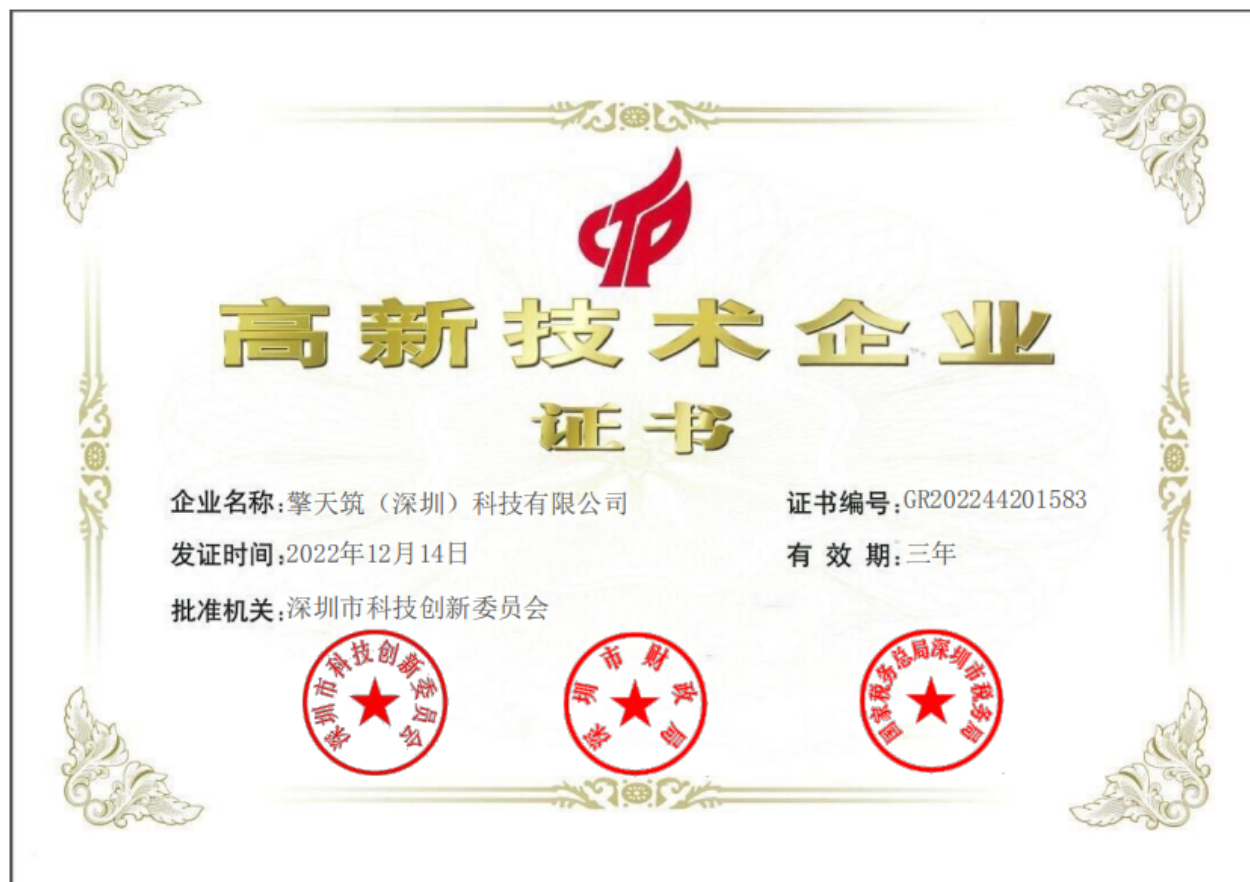 高新技术企业
证书
企业名称:擎天筑（深圳）科技有限公司 证书编号:GR202244201583
发证时间:2022年12月14日 有效期:三年
批准机关:深圳市科技创新委员会
深圳市科技创新委员会
深圳市财政局
国家税务总局深圳市税务局